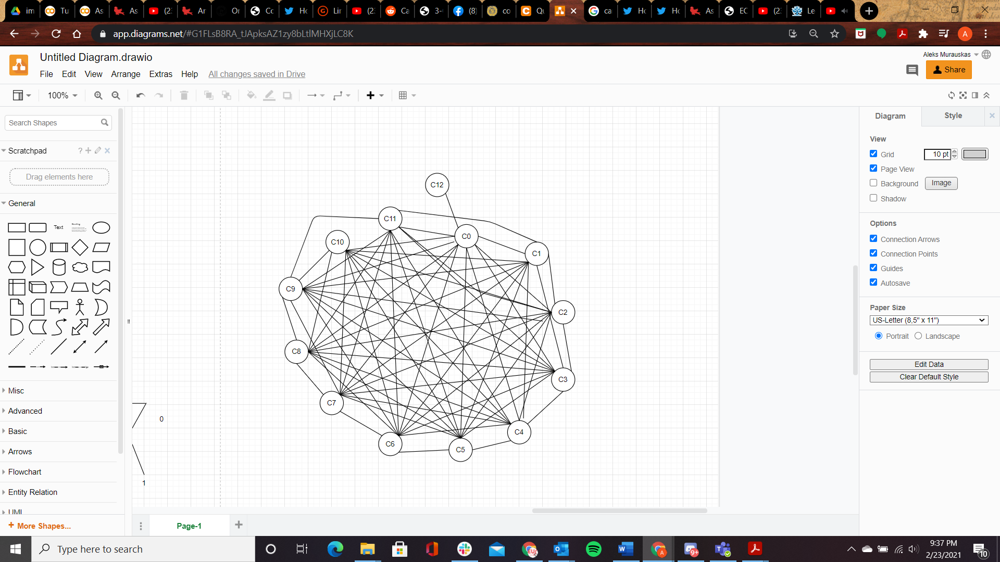 im Tu As As (2: Ar Or Cc Ho Lir (2: Ca 3- (8) co Qu ca Ho Ho As EC (2: Le
app.diagrams.net/#G1FLsB8RA_tJApksAZ1zy8bLtlMHXjLC8K
A
Untitled Diagram.drawio
Aleks Murauskas
File Edit View Arrange Extras Help All changes saved in Drive
Share
100%
Search Shapes
Scratchpad
?
Drag elements here
General
Text
Heading
Misc
Advanced
Basic
Arrows
Flowchart
Entity Relation
UML
+ More Shapes...
C12
C11
C0
C10
C1
C9
C2
C8
C3
C7
C4
C6
C5
0
1
Page-1
Diagram Style
View
Grid 10 pt
Page View
Background Image
Shadow
Options
Connection Arrows
Connection Points
Guides
Autosave
Paper Size
US-Letter (8,5" x 11")
Portrait Landscape
Edit Data
Clear Default Style
Type here to search
9+
9:37 PM
2/23/2021
10